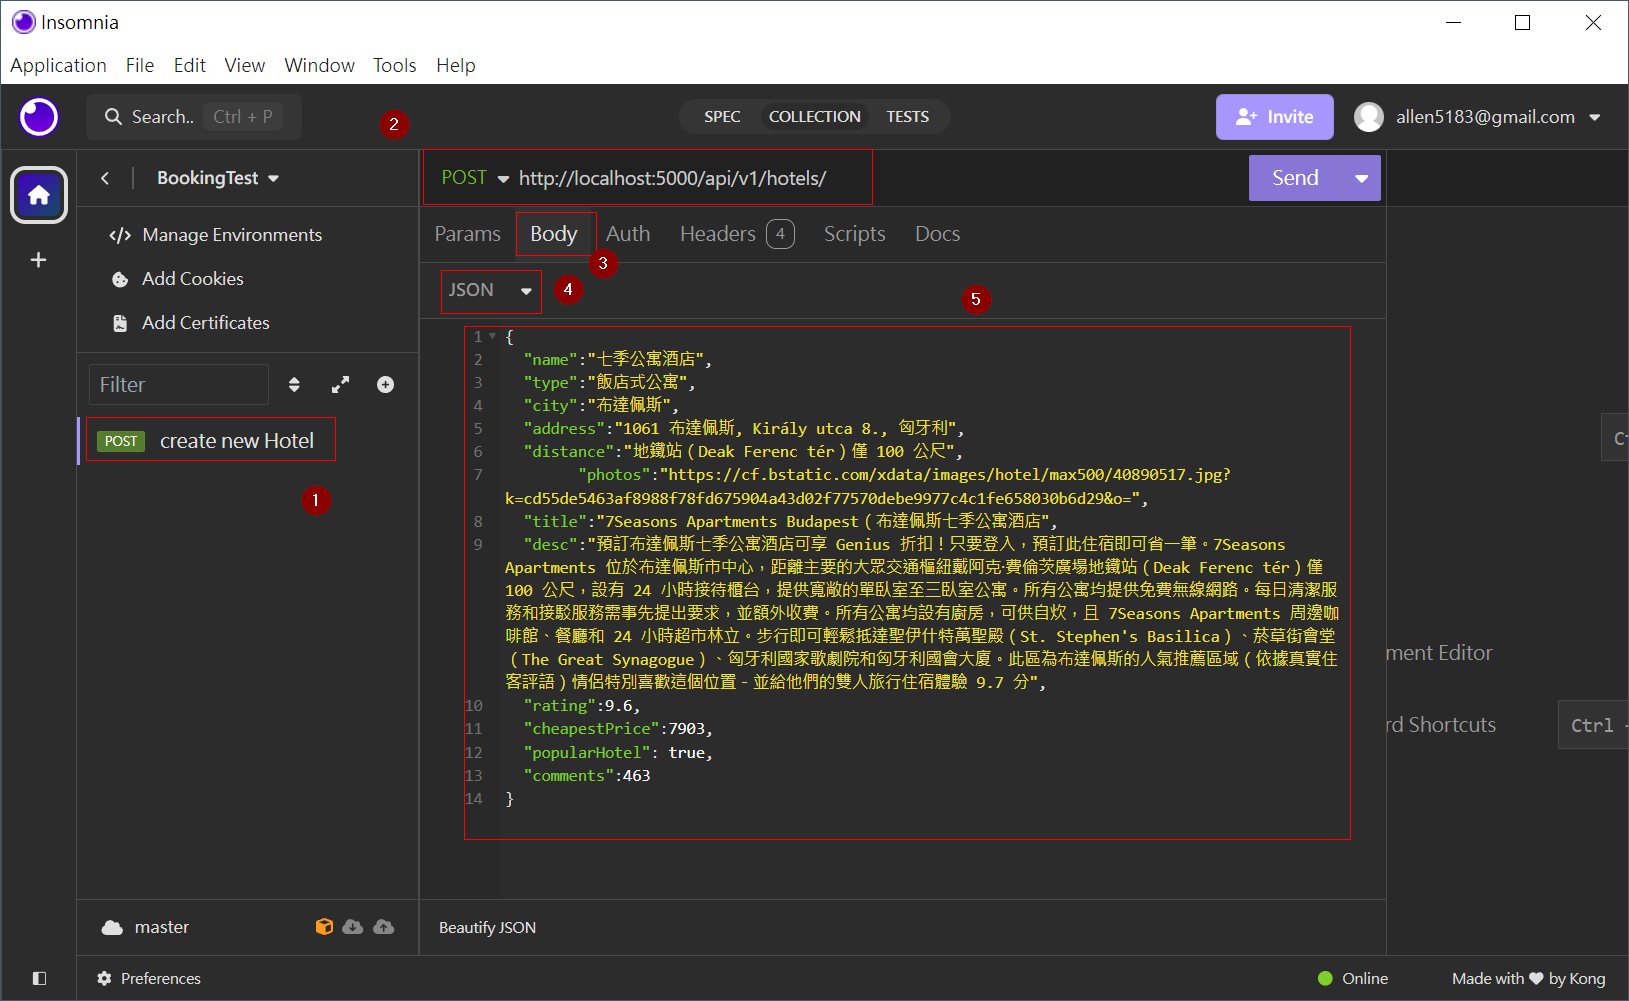 Insomnia
Application File Edit View Window Tools Help
Search.. Ctrl + P
2
SPEC COLLECTION TESTS
Invite
allen5183@gmail.com
BookingTest
POST http://localhost:5000/api/v1/hotels/
Send
Manage Environments
Add Cookies
Add Certificates
Params Body Auth Headers 4 Scripts Docs
3
JSON
4
5
Filter
POST create new Hotel
1
1 {
2 "name":"七季公寓酒店",
3 "type":"飯店式公寓",
4 "city":"布達佩斯",
5 "address":"1061 布達佩斯, Király utca 8., 匈牙利",
6 "distance":"地鐵站（Deak Ferenc tér）僅 100 公尺",
7 "photos":"https://cf.bstatic.com/xdata/images/hotel/max500/40890517.jpg?
k=cd55de5463af8988f78fd675904a43d02f77570debe9977c4c1fe658030b6d29&o=",
8 "title":"7Seasons Apartments Budapest（布達佩斯七季公寓酒店",
9 "desc":"預訂布達佩斯七季公寓酒店可享 Genius 折扣！只要登入，預訂此住宿即可省一筆。7Seasons
Apartments 位於布達佩斯市中心，距離主要的大眾交通樞紐戴阿克·費倫茨廣場地鐵站（Deak Ferenc tér）僅
100 公尺，設有 24 小時接待櫃台，提供寬敞的單臥室至三臥室公寓。所有公寓均提供免費無線網路。每日清潔服
務和接駁服務需事先提出要求，並額外收費。所有公寓均設有廚房，可供自炊，且 7Seasons Apartments 周邊咖
啡館、餐廳和 24 小時超市林立。步行即可輕鬆抵達聖伊什特萬聖殿（St. Stephen's Basilica）、菸草街會堂
（The Great Synagogue）、匈牙利國家歌劇院和匈牙利國會大廈。此區為布達佩斯的人氣推薦區域（依據真實住
客評語）情侶特別喜歡這個位置－並給他們的雙人旅行住宿體驗 9.7 分",
10 "rating":9.6,
11 "cheapestPrice":7903,
12 "popularHotel": true,
13 "comments":463
14 }
ment Editor
rd Shortcuts
Ctrl
master
Beautify JSON
Preferences
Online
Made with ♥ by Kong